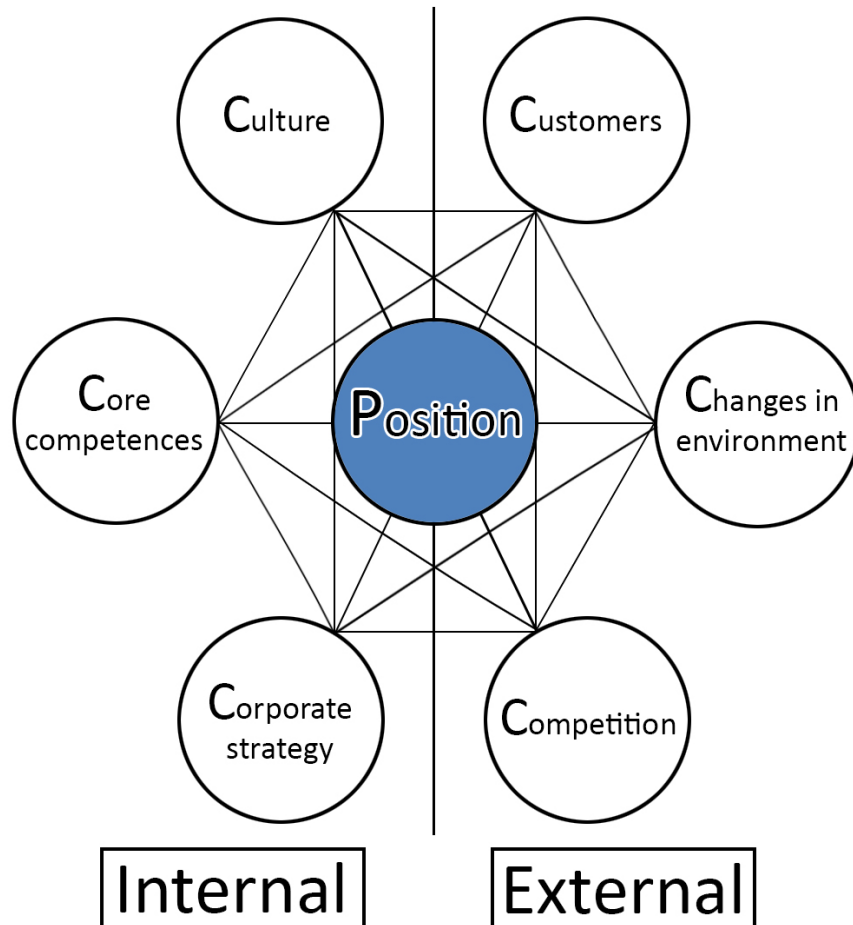 Culture
Customers
Core
competences
Position
Changes in
environment
Corporate
strategy
Competition
Internal
External